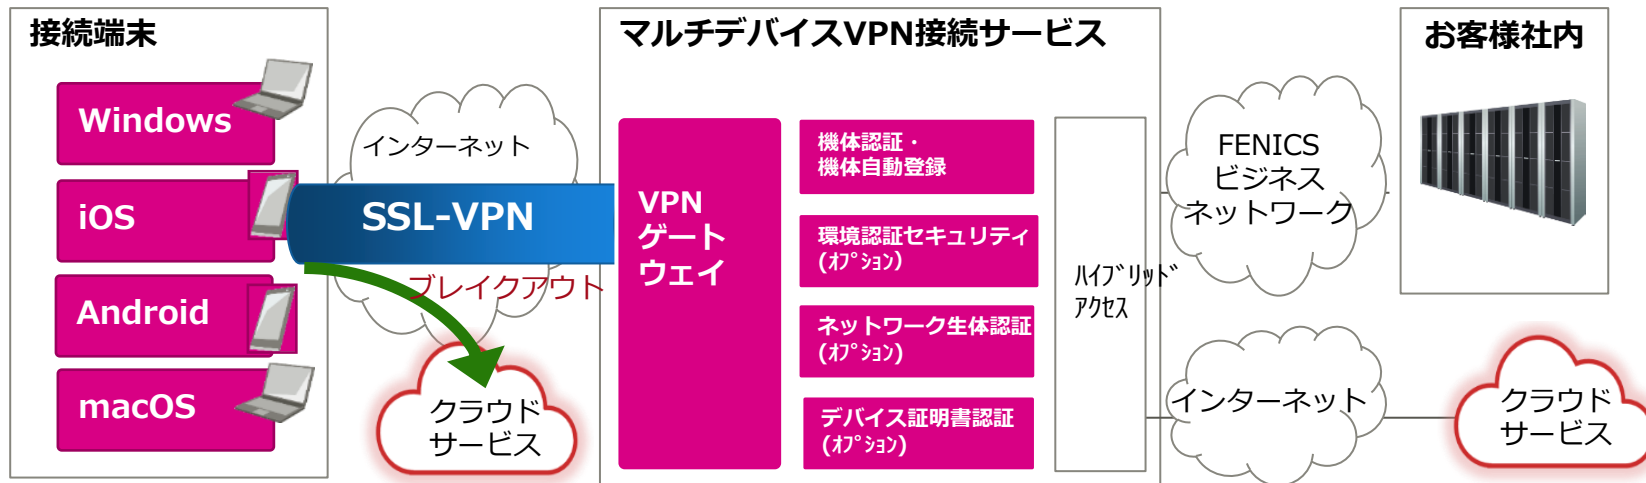 接続端末
Windows
iOS
Android
macOS
インターネット
SSL-VPN
ブレイクアウト
クラウド
サービス
マルチデバイスVPN接続サービス
VPN
ゲート
ウェイ
機体認証・
機体自動登録
環境認証セキュリティ
(ｵﾌﾟｼｮﾝ)
ネットワーク生体認証
(ｵﾌﾟｼｮﾝ)
デバイス証明書認証
(ｵﾌﾟｼｮﾝ)
ﾊｲﾌﾞﾘｯﾄﾞ
ｱｸｾｽ
FENICS
ビジネス
ネットワーク
インターネット
お客様社内
クラウド
サービス